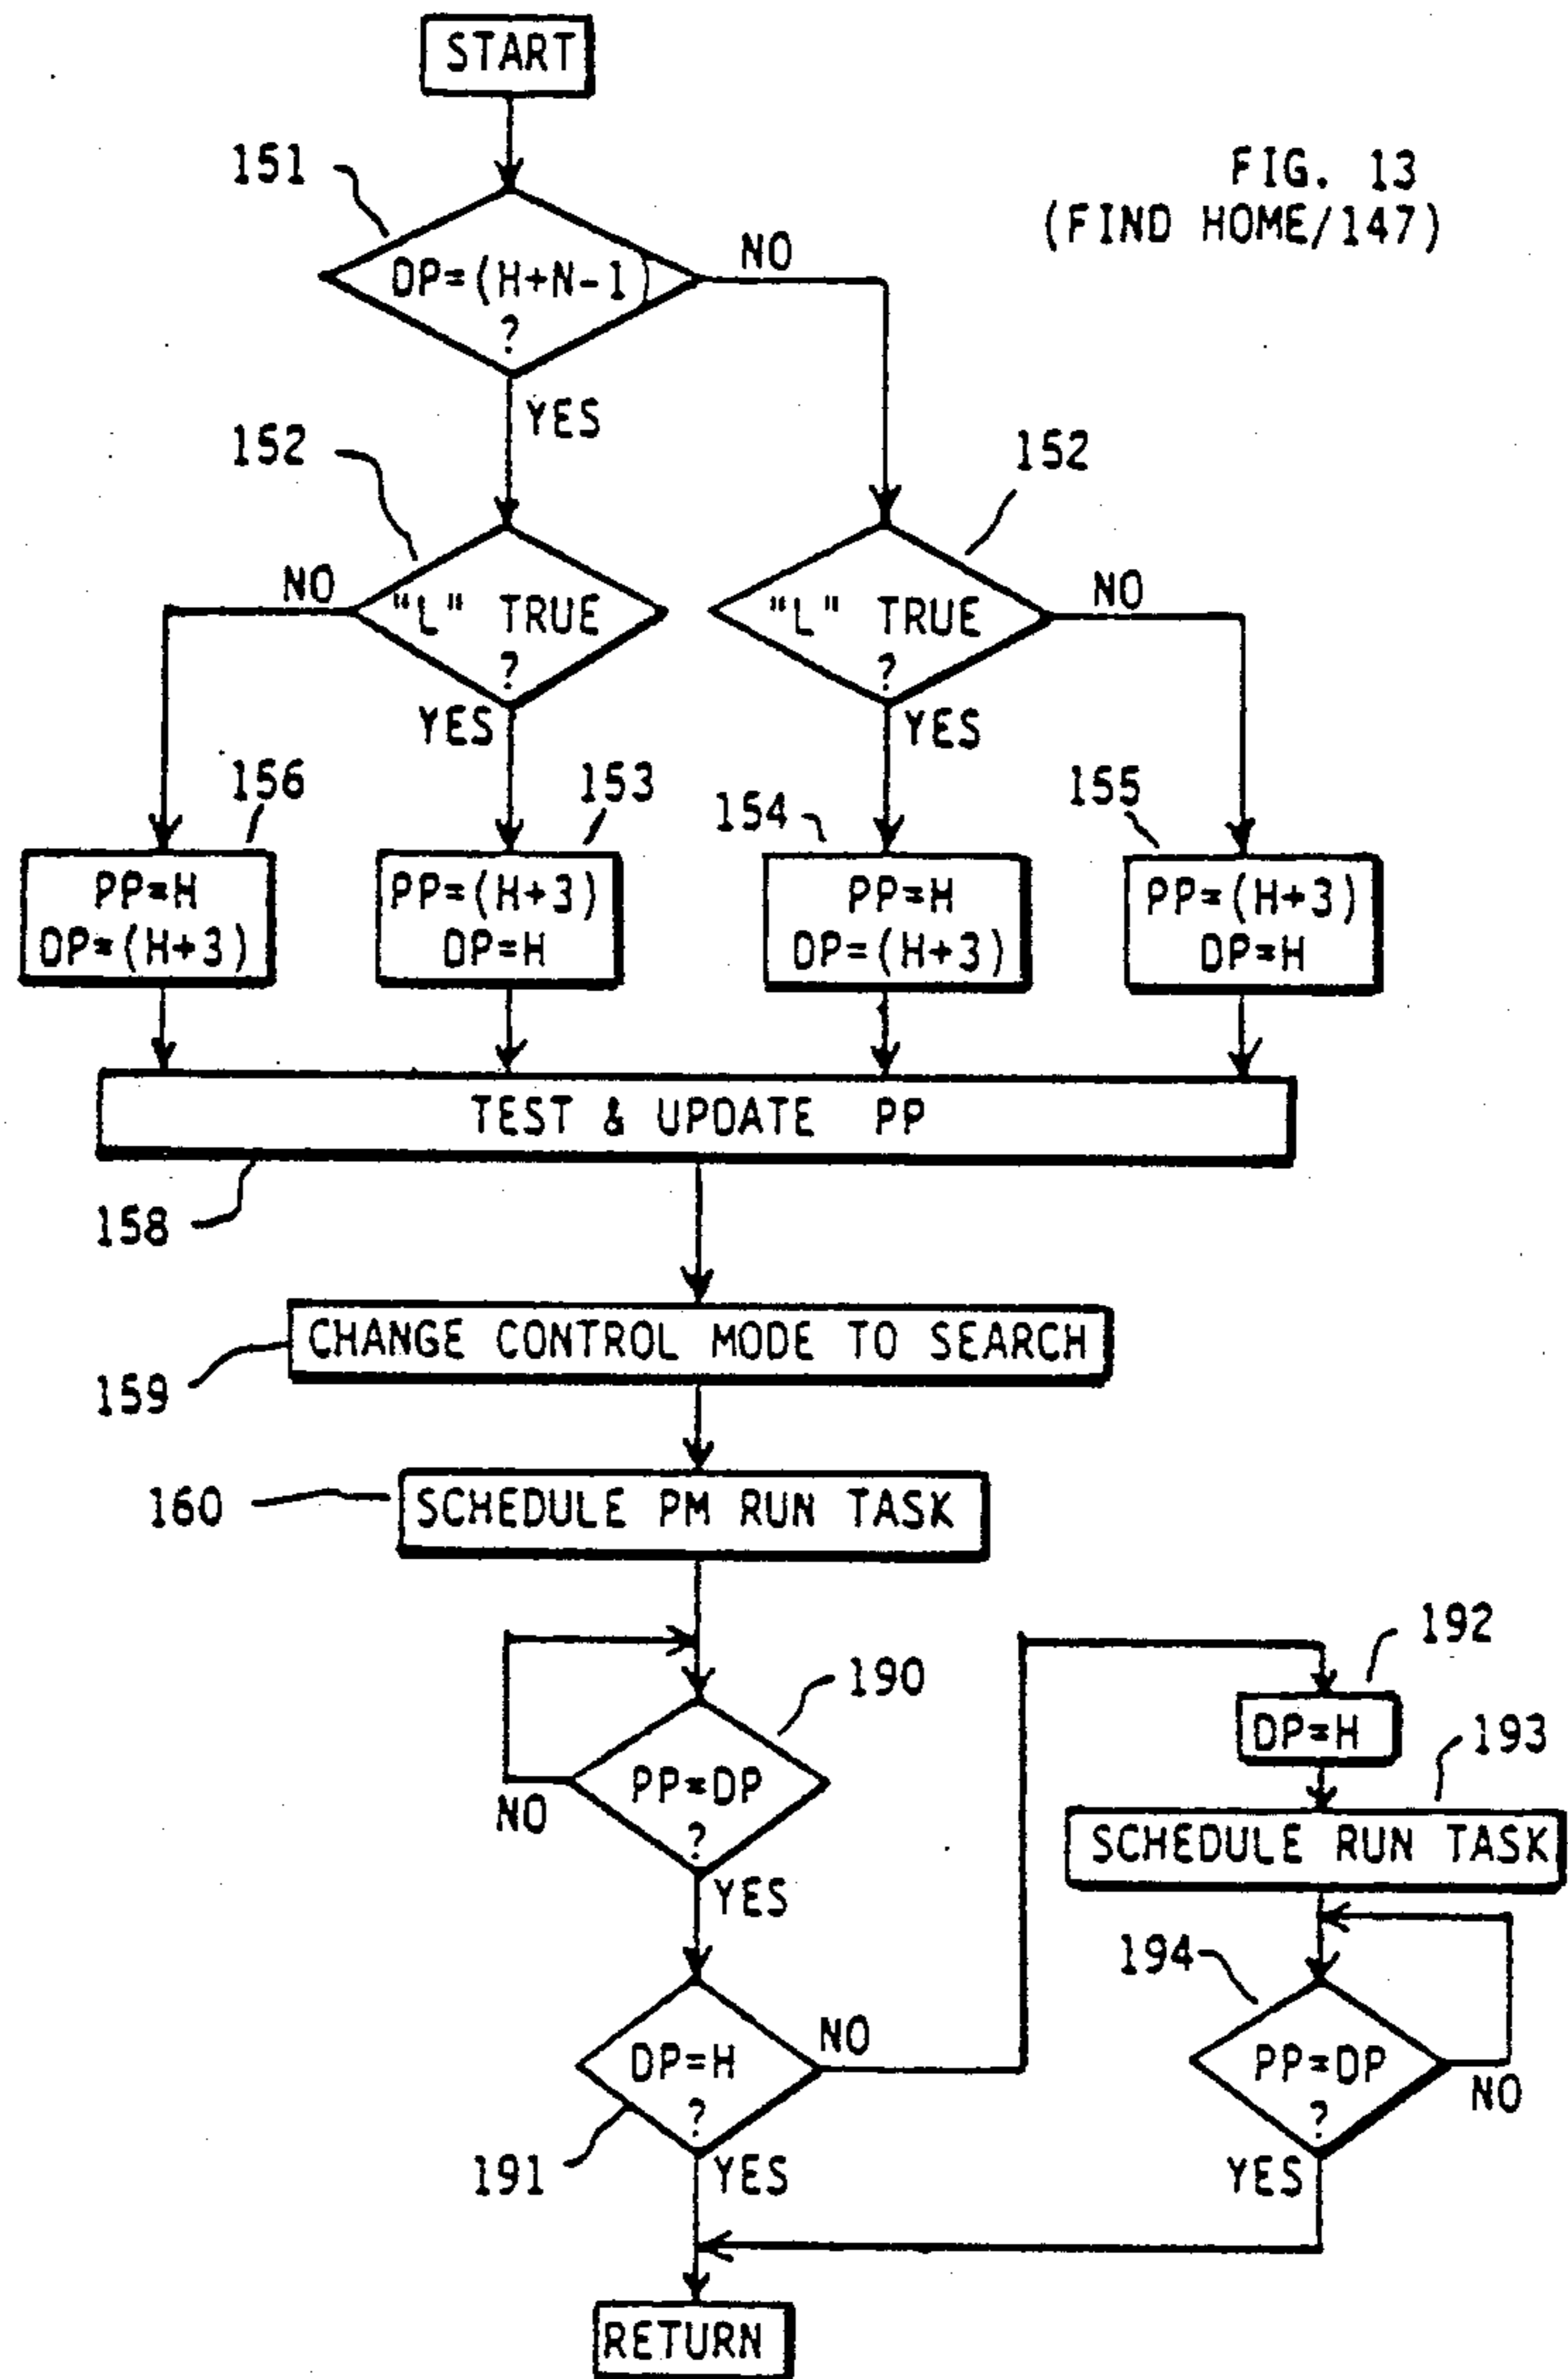 START
FIG. 13
(FIND HOME/147)
151
DP=(H+N-1)
?
NO
YES
152
152
NO
"L" TRUE
?
YES
"L" TRUE
?
NO
YES
156
153
154
155
PP=H
DP=(H+3)
PP=(H+3)
DP=H
PP=H
DP=(H+3)
PP=(H+3)
DP=H
TEST & UPDATE PP
158
CHANGE CONTROL MODE TO SEARCH
159
160
SCHEDULE PM RUN TASK
190
PP=DP
?
NO
YES
192
DP=H
193
SCHEDULE RUN TASK
194
DP=H
?
NO
191
YES
PP=DP
?
NO
YES
RETURN